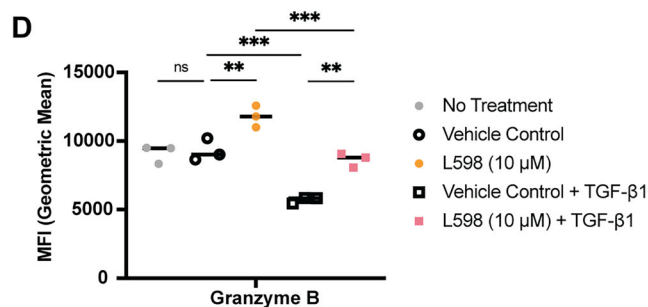 D
***
***
ns
**
**
15000
10000
5000
0
MFI (Geometric Mean)
Granzyme B
No Treatment
Vehicle Control
L598 (10 µM)
Vehicle Control + TGF-β1
L598 (10 µM) + TGF-β1